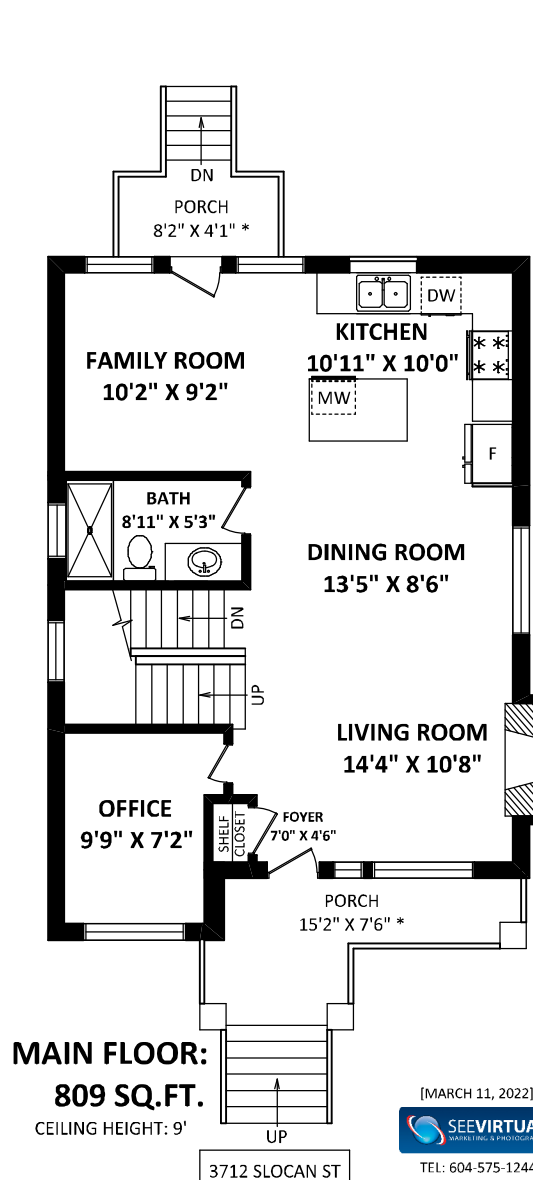 DN
PORCH
8'2" X 4'1" *
DW
KITCHEN
10'11" X 10'0"
FAMILY ROOM
10'2" X 9'2"
MW
F
BATH
8'11" X 5'3"
DINING ROOM
13'5" X 8'6"
DN
UP
LIVING ROOM
14'4" X 10'8"
OFFICE
9'9" X 7'2"
SHELF
CLOSET
FOYER
7'0" X 4'6"
PORCH
15'2" X 7'6" *
MAIN FLOOR:
809 SQ.FT.
CEILING HEIGHT: 9'
UP
3712 SLOCAN ST
[MARCH 11, 2022]
SEEVIRTUA
MARKETING & PHOTOGRA
TEL: 604-575-1244